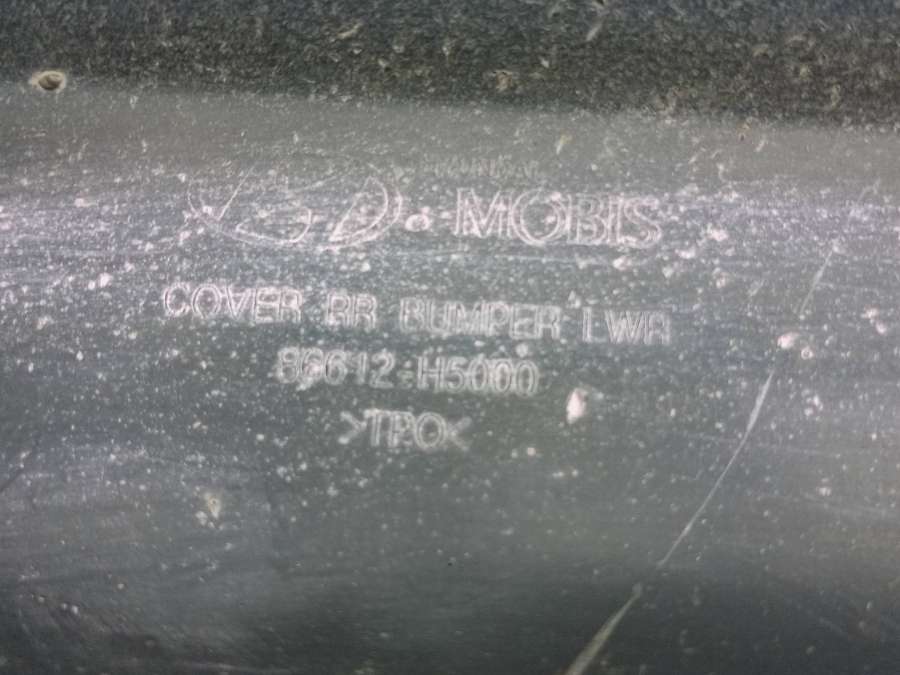 MOBIS
COVER RR BUMPER LWR
86612-H5000
>TPO<